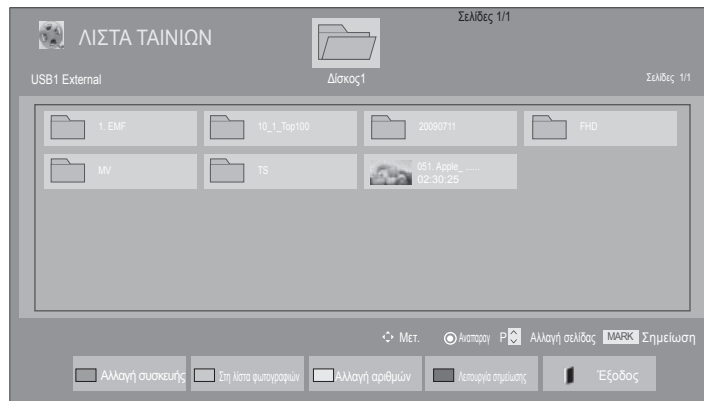 Σελίδες 1/1
ΛΙΣΤΑ ΤΑΙΝΙΩΝ
USB1 External
Δίσκος1
Σελίδες 1/1
1. EMF
10_1_Top100
20090711
FHD
MV
TS
051. Apple_ ......
02:30:25
Μετ.
Αναπαραγ
P
Αλλαγή σελίδας
MARK
Σημείωση
Αλλαγή συσκευής
Στη λίστα φωτογραφιών
Αλλαγή αριθμών
Λειτουργία σημείωσης
Έξοδος